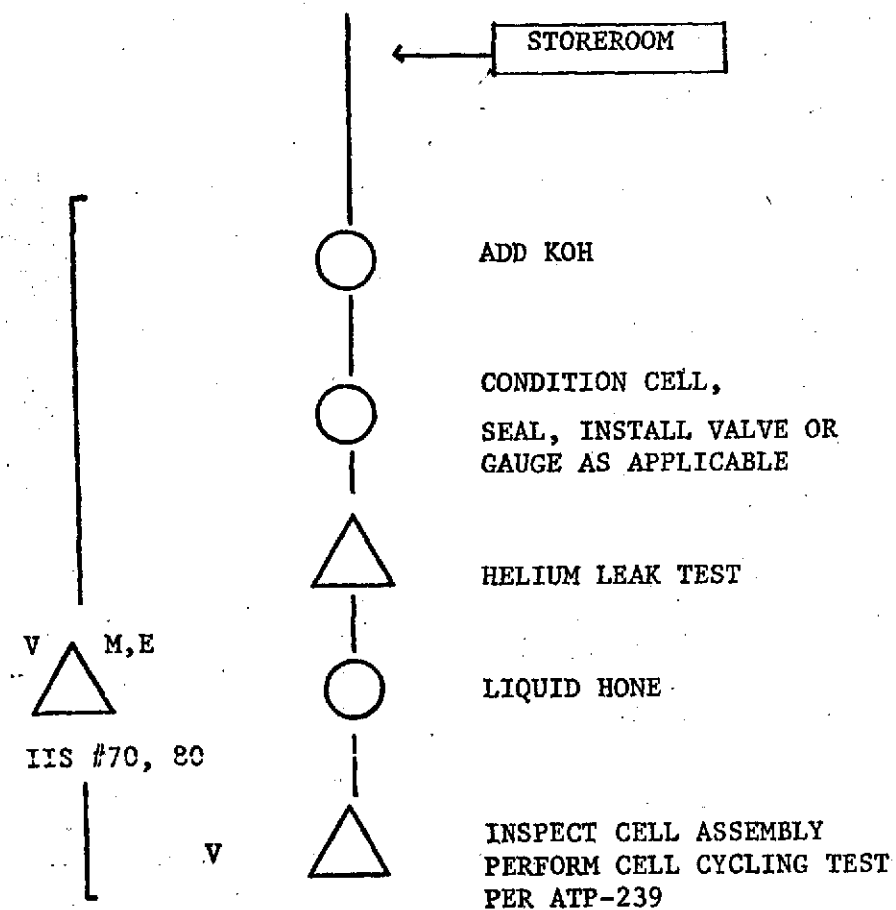 STOREROOM
ADD KOH
CONDITION CELL,
SEAL, INSTALL VALVE OR
GAUGE AS APPLICABLE
HELIUM LEAK TEST
V M,E
LIQUID HONE
IIS #70, 80
V
INSPECT CELL ASSEMBLY
PERFORM CELL CYCLING TEST
PER ATP-239